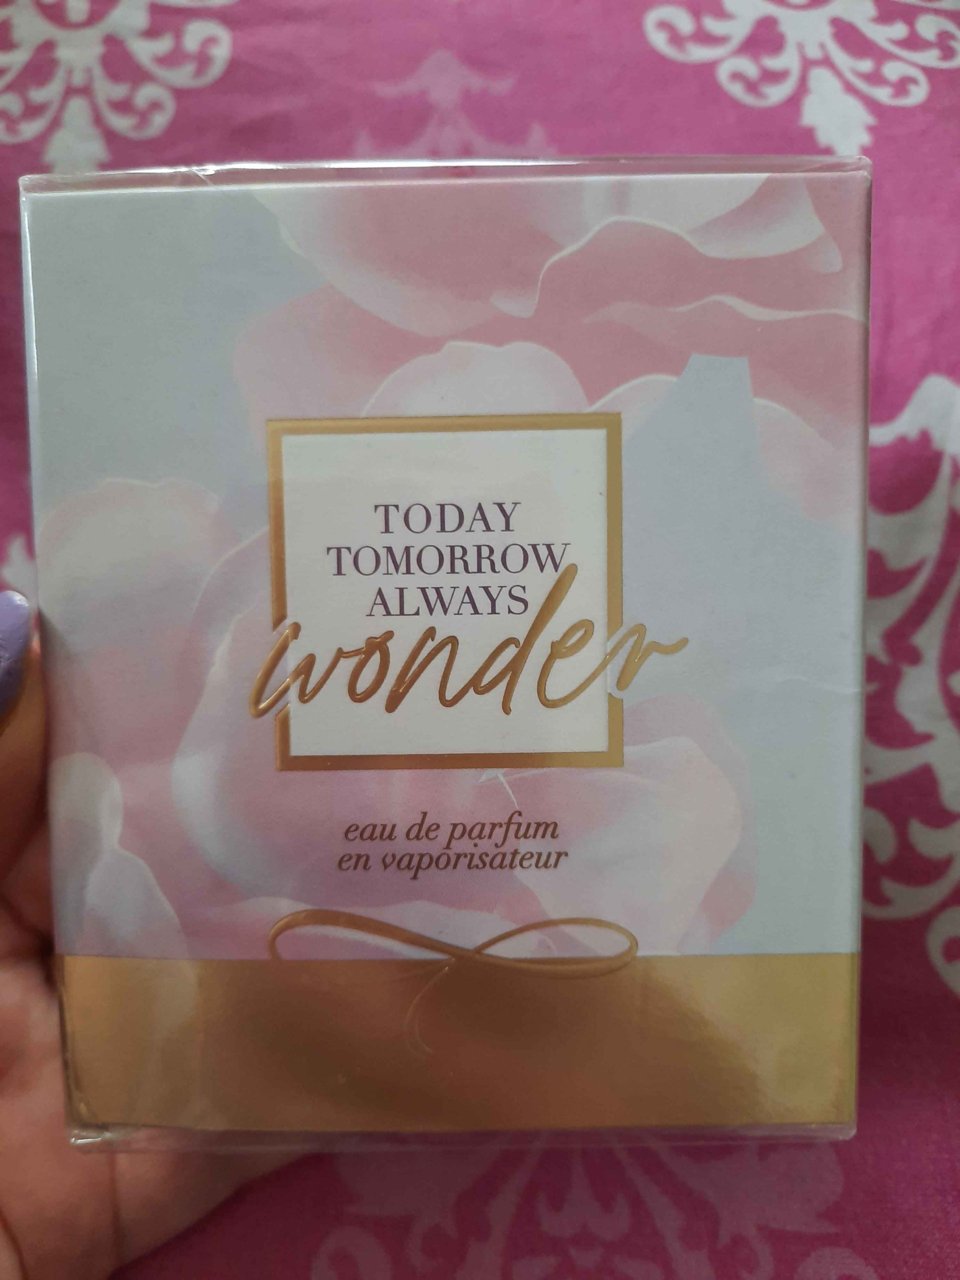 TODAY
TOMORROW
ALWAYS
wonder
eau de parfum
en vaporisateur